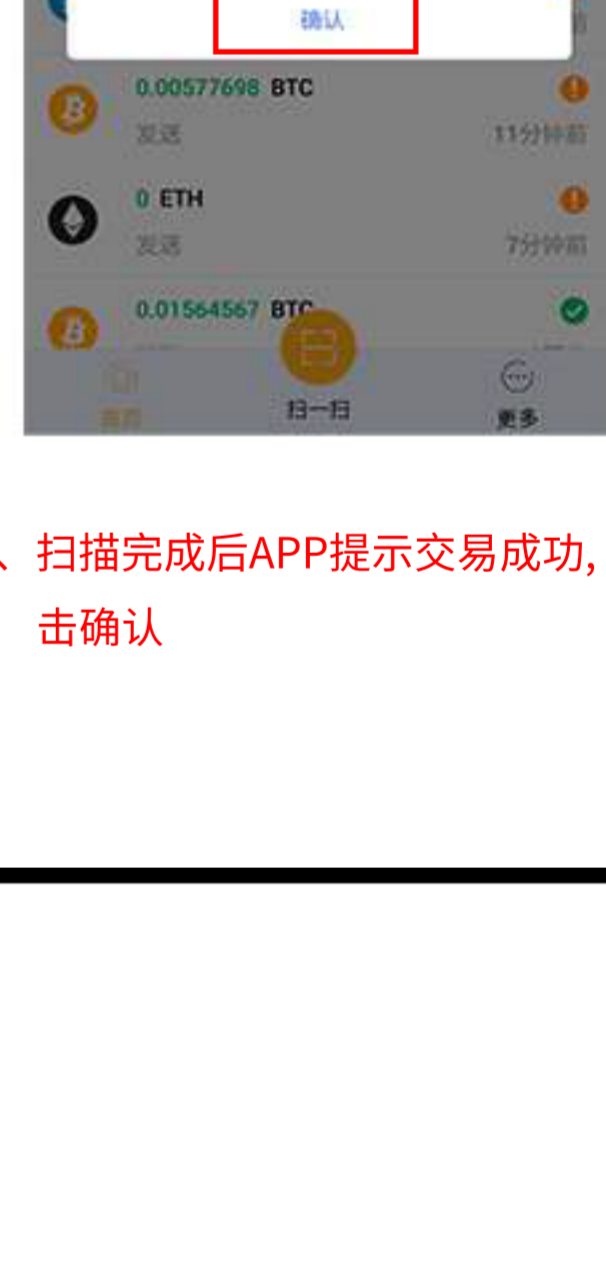 确认
0.00577698 BTC
发送 11分钟前
0 ETH
发送 7分钟前
0.01564567 BTC
扫一扫 更多
、扫描完成后APP提示交易成功,
击确认